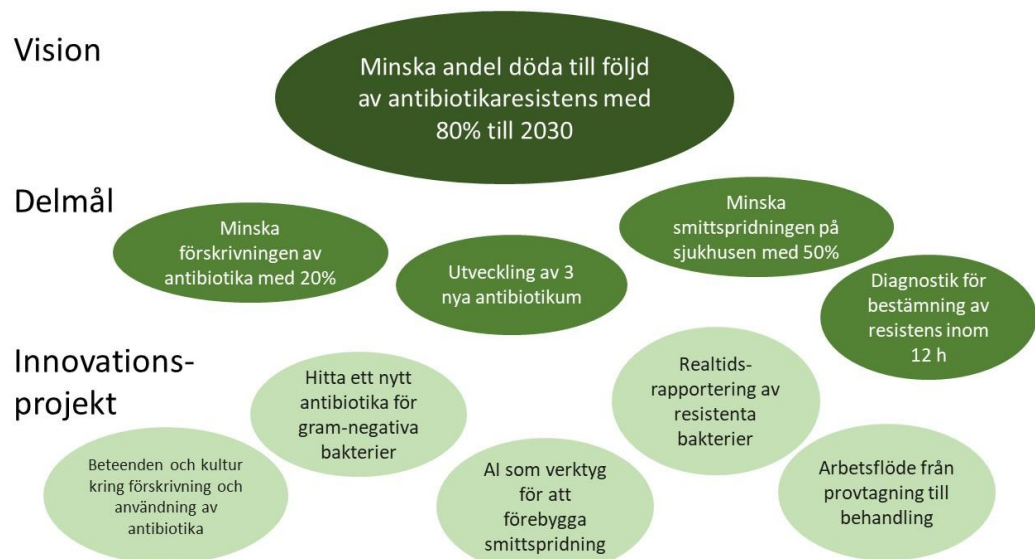 Vision
Minska andel döda till följd
av antibiotikaresistens med
80% till 2030
Delmål
Minska
förskrivningen av
antibiotika med 20%
Utveckling av 3
nya antibiotikum
Minska
smittspridningen på
sjukhusen med 50%
Diagnostik för
bestämning av
resistens inom
12 h
Innovations-
projekt
Beteenden och kultur
kring förskrivning och
användning av
antibiotika
Hitta ett nytt
antibiotika för
gram-negativa
bakterier
AI som verktyg
för att
förebygga
smittspridning
Realtids-
rapportering av
resistenta
bakterier
Arbetsflöde från
provtagning till
behandling